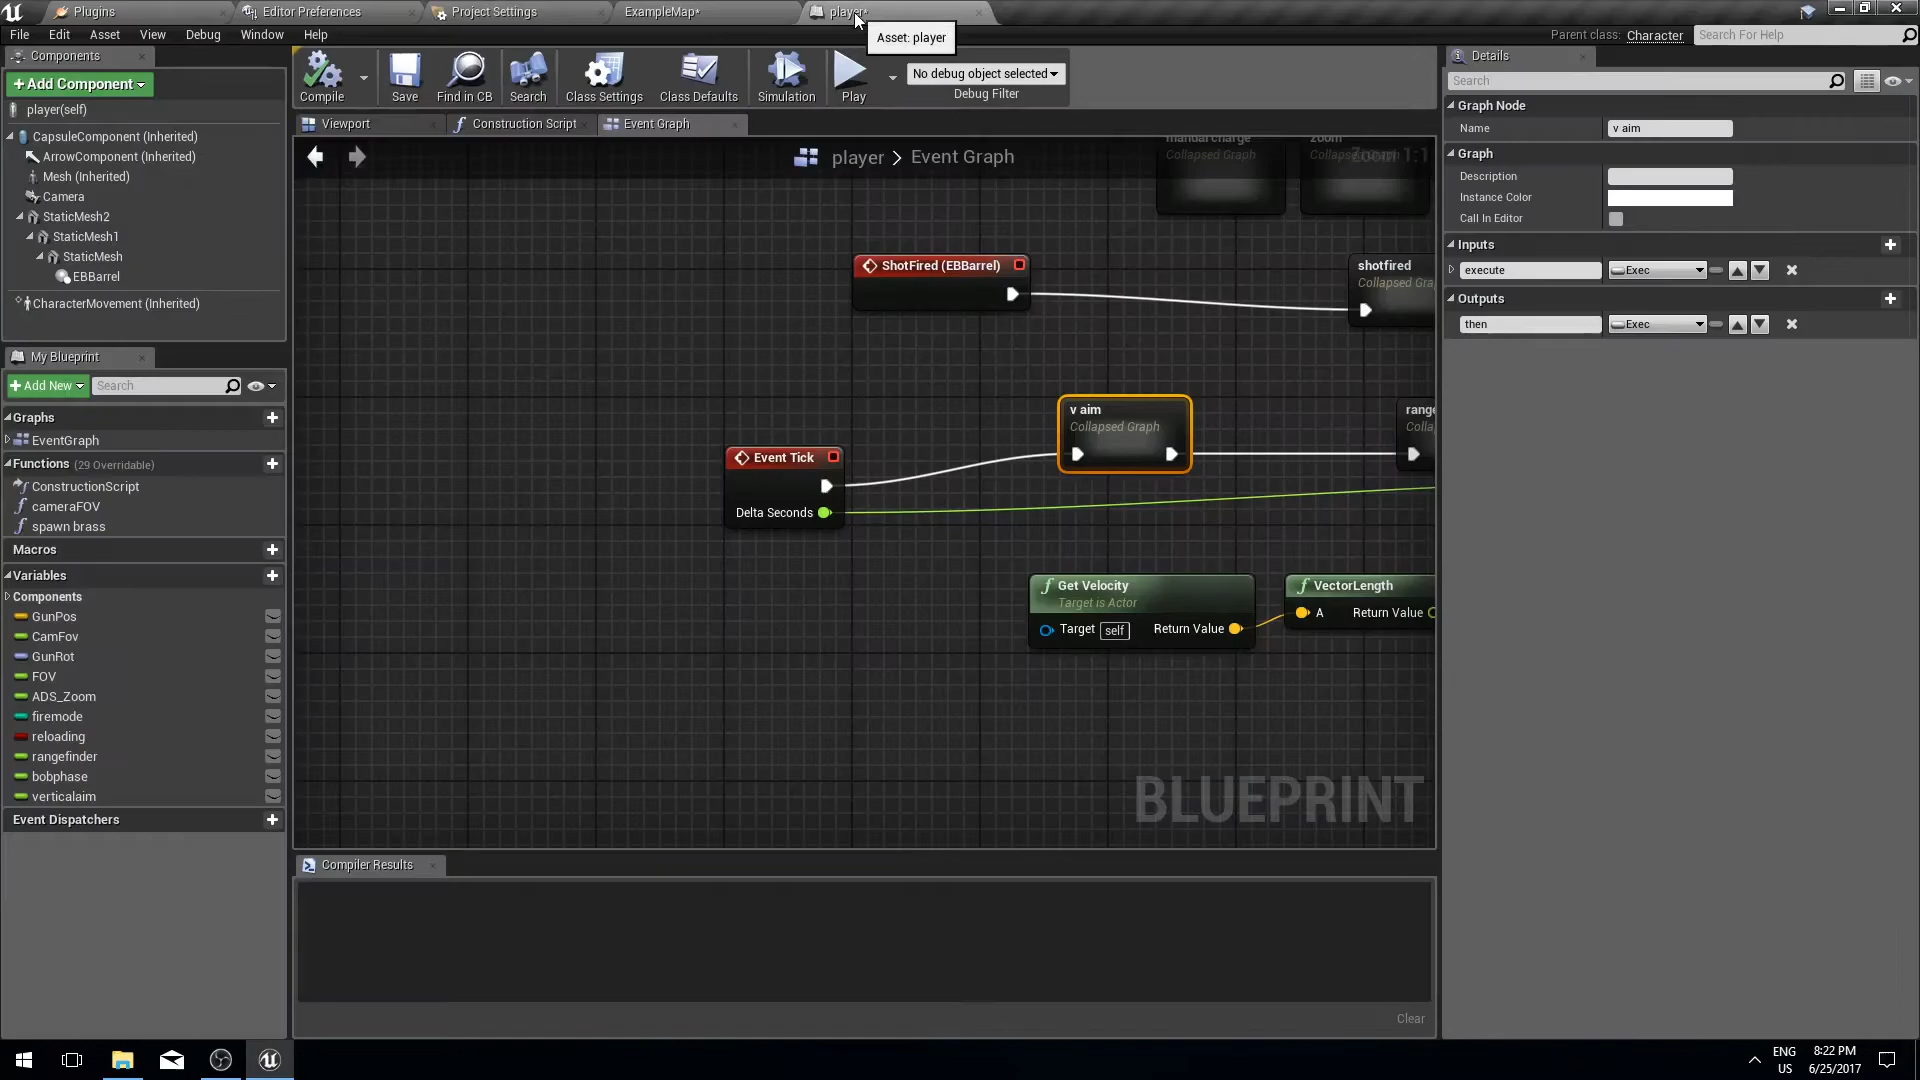 Plugins
Editor Preferences
Project Settings
ExampleMap*
player*
File Edit Asset View Debug Window Help
Asset: player
Parent class: Character
Search For Help
Components
+Add Component
player(self)
CapsuleComponent (Inherited)
ArrowComponent (Inherited)
Mesh (Inherited)
Camera
StaticMesh2
StaticMesh1
StaticMesh
EBBarrel
CharacterMovement (Inherited)
My Blueprint
+Add New
Search
Graphs
EventGraph
Functions (29 Overridable)
ConstructionScript
cameraFOV
spawn brass
Macros
Variables
Components
GunPos
CamFov
GunRot
FOV
ADS_Zoom
firemode
reloading
rangefinder
bobphase
verticalaim
Event Dispatchers
Compile
Save
Find in CB
Search
Class Settings
Class Defaults
Simulation
Play
No debug object selected
Debug Filter
Viewport
Construction Script
Event Graph
player > Event Graph
Zoom 1:1
manualcharge
Collapsed Graph
zoom
Collapsed Graph
ShotFired (EBBarrel)
shotfired
Collapsed Gra
v aim
Collapsed Graph
range
Colla
Event Tick
Delta Seconds
Get Velocity
Target is Actor
Target self Return Value
VectorLength
A Return Value
BLUEPRINT
Compiler Results
Clear
Details
Search
Graph Node
Name v aim
Graph
Description
Instance Color
Call In Editor
Inputs
execute Exec
Outputs
then Exec
ENG
US
8:22 PM
6/25/2017